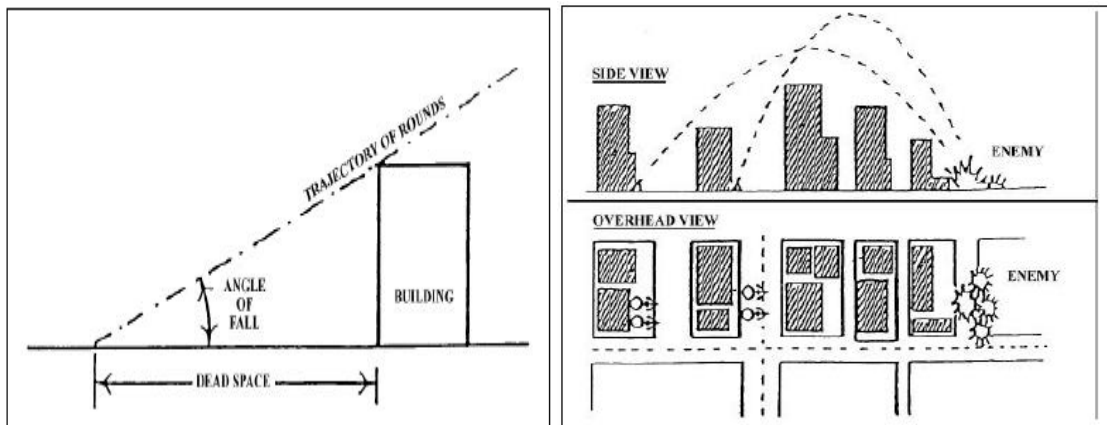 TRAJECTORY OF ROUNDS
ANGLE
OF
FALL
BUILDING
DEAD SPACE
SIDE VIEW
ENEMY
OVERHEAD VIEW
ENEMY